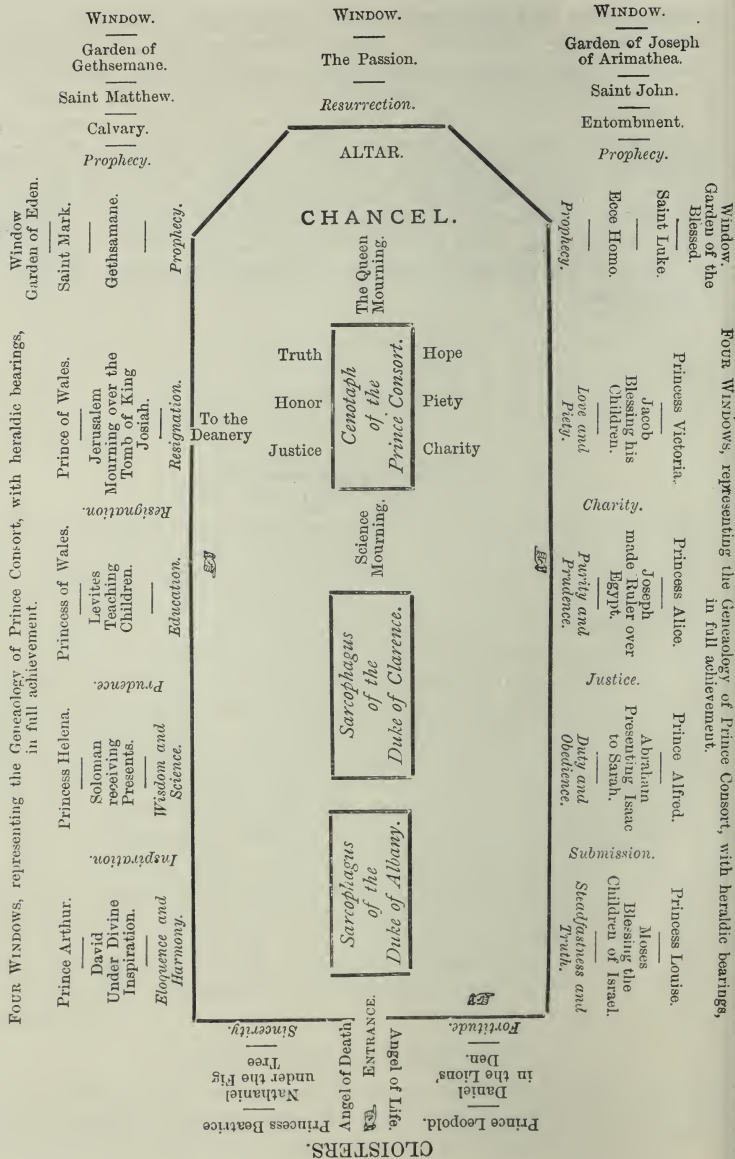 WINDOW.
Garden of
Gethsemane.
Saint Matthew.
Calvary.
Prophecy.
WINDOW.
The Passion.
Resurrection.
WINDOW.
Garden of Joseph
of Arimathea.
Saint John.
Entombment.
Prophecy.
ALTAR.
CHANCEL.
Window
Garden of Eden.
Saint Mark.
Gethsamane.
Prophecy.
Window.
Garden of the
Blessed.
Saint Luke.
Ecce Homo.
Prophecy.
The Queen
Mourning.
FOUR WINDOWS, representing the Geneaology of Prince Consort, with heraldic bearings,
in full achievement.
Prince of Wales.
Jerusalem
Mourning over the
Tomb of King
Josiah.
Resignation.
To the
Deanery
Truth
Honor
Justice
Cenotaph
of the
Prince Consort.
Hope
Piety
Charity
Princess Victoria.
Jacob
Blessing his
Children.
Love and
Piety.
FOUR WINDOWS, representing the Geneaology of Prince Consort, with heraldic bearings,
in full achievement.
Resignation.
Charity.
Science
Mourning.
Princess of Wales.
Levites
Teaching
Children.
Education.
Princess Alice.
Joseph
made Ruler over
Egypt.
Purity and
Prudence.
Prudence.
Justice.
Sarcophagus
of the
Duke of Clarence.
Princess Helena.
Soloman
receiving
Presents.
Wisdom and
Science.
Prince Alfred.
Abraham
Presenting Isaac
to Sarah.
Duty and
Obedience.
Inspiration.
Submission.
Sarcophagus
of the
Duke of Albany.
Prince Arthur.
David
Under Divine
Inspiration.
Eloquence and
Harmony.
Princess Louise.
Moses
Blessing the
Children of Israel.
Steadfastness and
Truth.
Sincerity.
Nathaniel
under the Fig
Tree
Princess Beatrice
Angel of Death
ENTRANCE.
Angel of Life.
Fortitude.
Daniel
in the Lions'
Den.
Prince Leopold.
CLOISTERS.